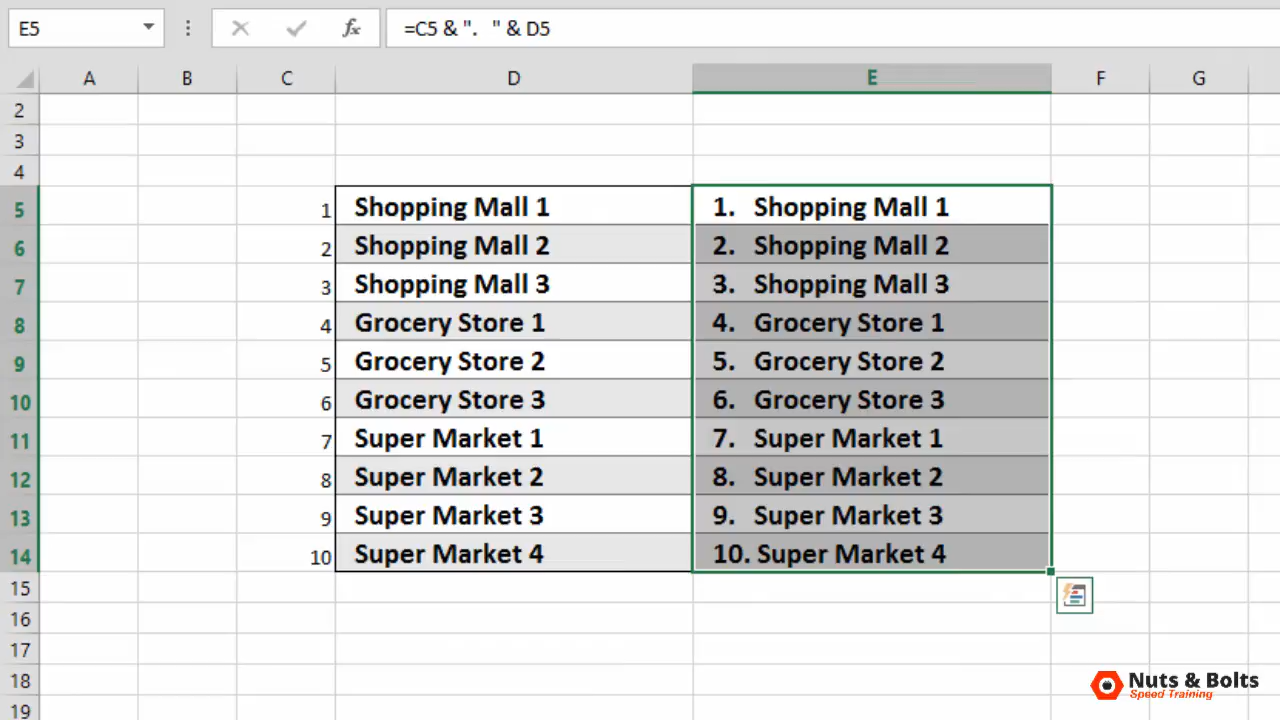 E5 fx =C5 & ".   " & D5
A B C D E F G
2
3
4
5 1 Shopping Mall 1 1.   Shopping Mall 1
6 2 Shopping Mall 2 2.   Shopping Mall 2
7 3 Shopping Mall 3 3.   Shopping Mall 3
8 4 Grocery Store 1 4.   Grocery Store 1
9 5 Grocery Store 2 5.   Grocery Store 2
10 6 Grocery Store 3 6.   Grocery Store 3
11 7 Super Market 1 7.   Super Market 1
12 8 Super Market 2 8.   Super Market 2
13 9 Super Market 3 9.   Super Market 3
14 10 Super Market 4 10. Super Market 4
15
16
17
18
19
Nuts & Bolts
Speed Training